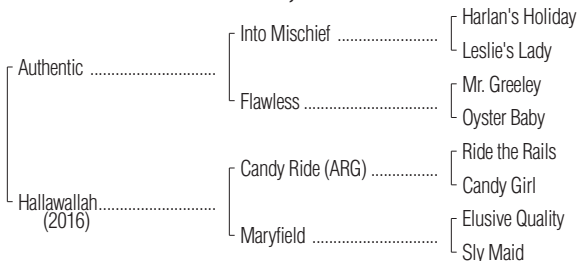 Harlan's Holiday
Into Mischief ..................
Leslie's Lady
Authentic ..............................
Mr. Greeley
Flawless ...........................
Oyster Baby
Ride the Rails
Candy Ride (ARG) ................
Candy Girl
Hallawallah............................
(2016)
Elusive Quality
Maryfield .........................
Sly Maid